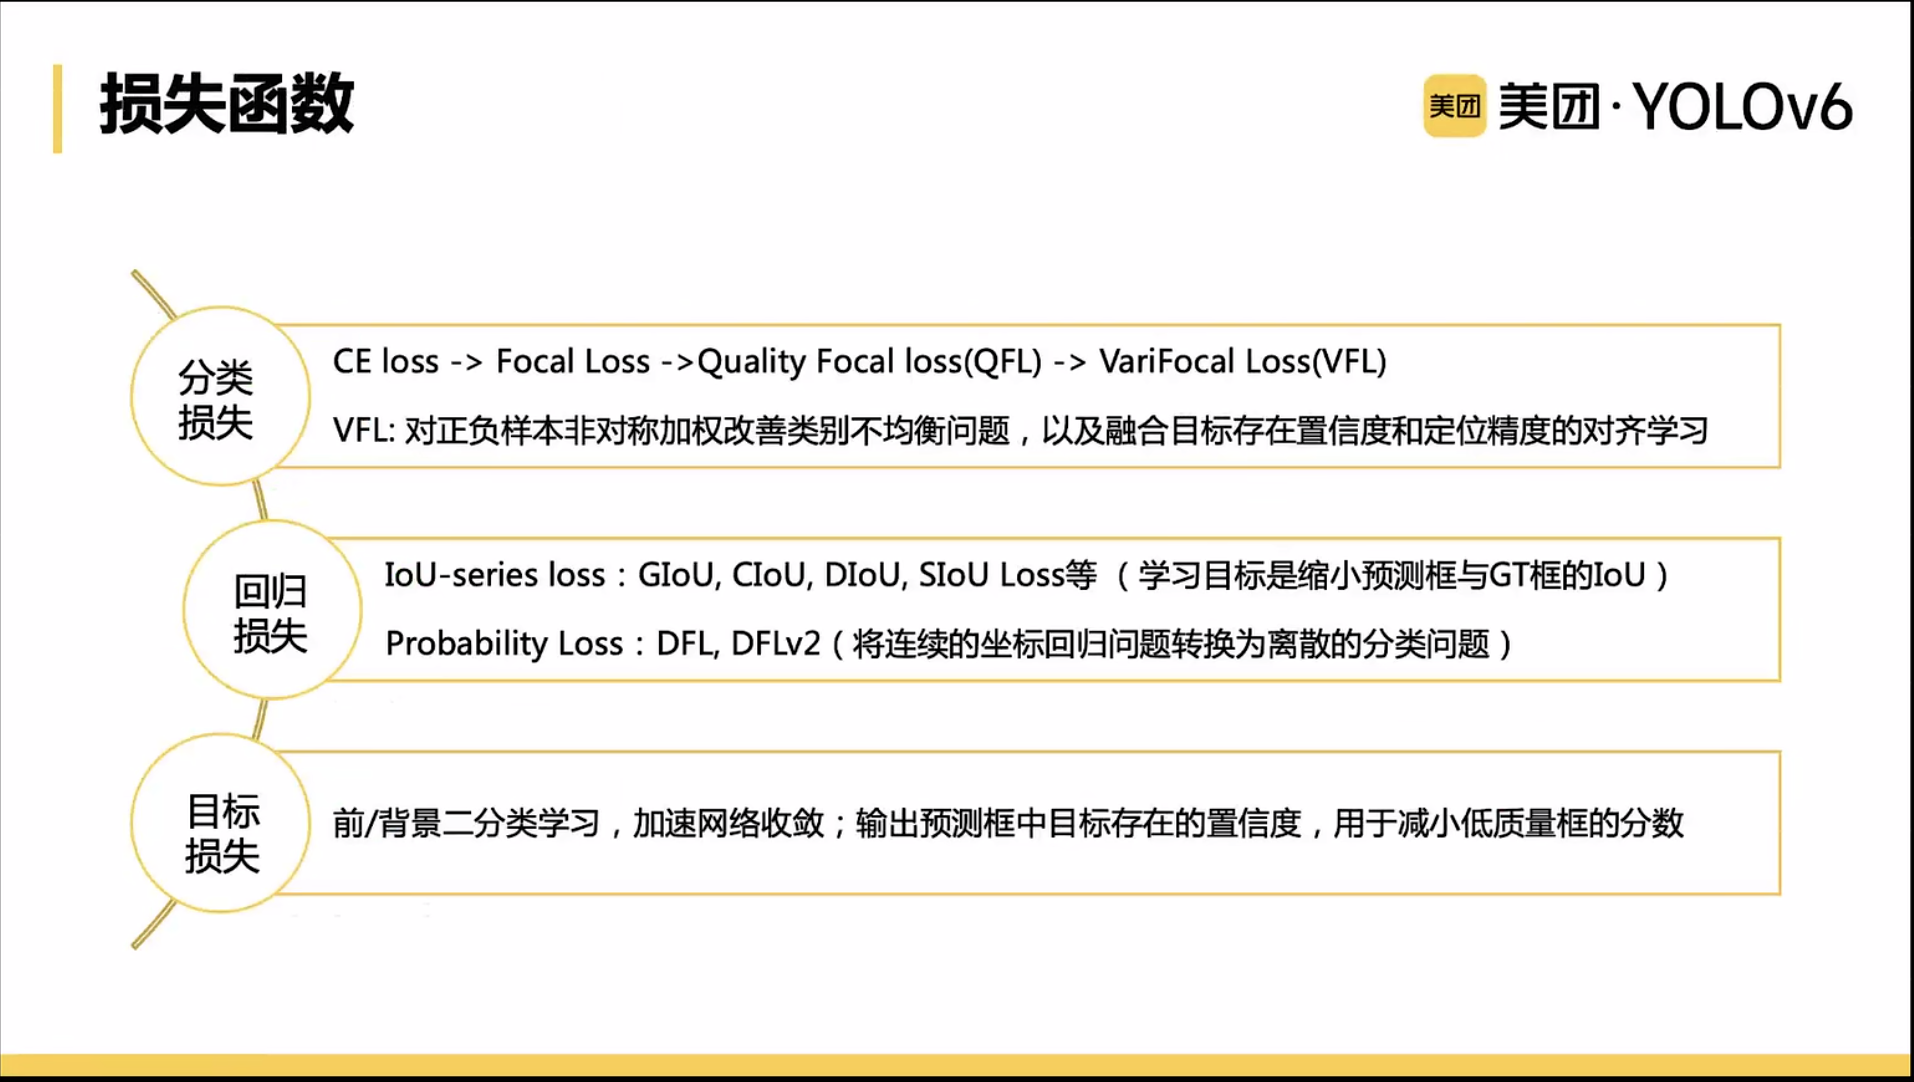 损失函数
美团 美团·YOLOv6
分类
损失
CE loss -> Focal Loss ->Quality Focal loss(QFL) -> VariFocal Loss(VFL)
VFL: 对正负样本非对称加权改善类别不均衡问题，以及融合目标存在置信度和定位精度的对齐学习
回归
损失
IoU-series loss：GIoU, CIoU, DIoU, SIoU Loss等 （学习目标是缩小预测框与GT框的IoU）
Probability Loss：DFL, DFLv2（将连续的坐标回归问题转换为离散的分类问题）
目标
损失
前/背景二分类学习，加速网络收敛；输出预测框中目标存在的置信度，用于减小低质量框的分数